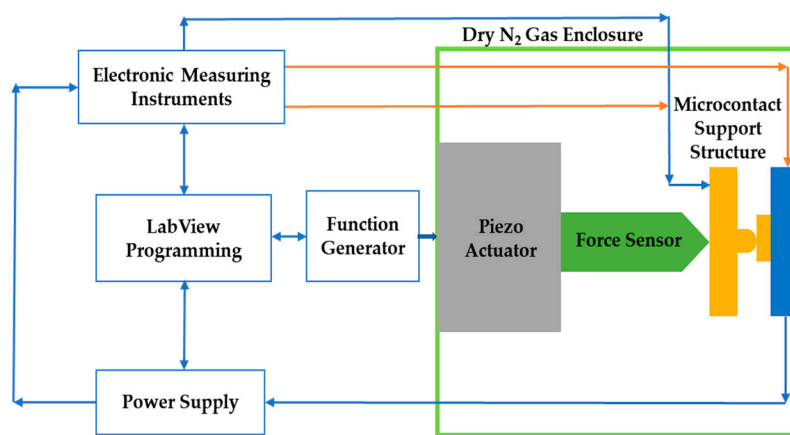 Dry N₂ Gas Enclosure
Electronic Measuring
Instruments
Microcontact
Support
Structure
LabView
Programming
Function
Generator
Piezo
Actuator
Force Sensor
Power Supply